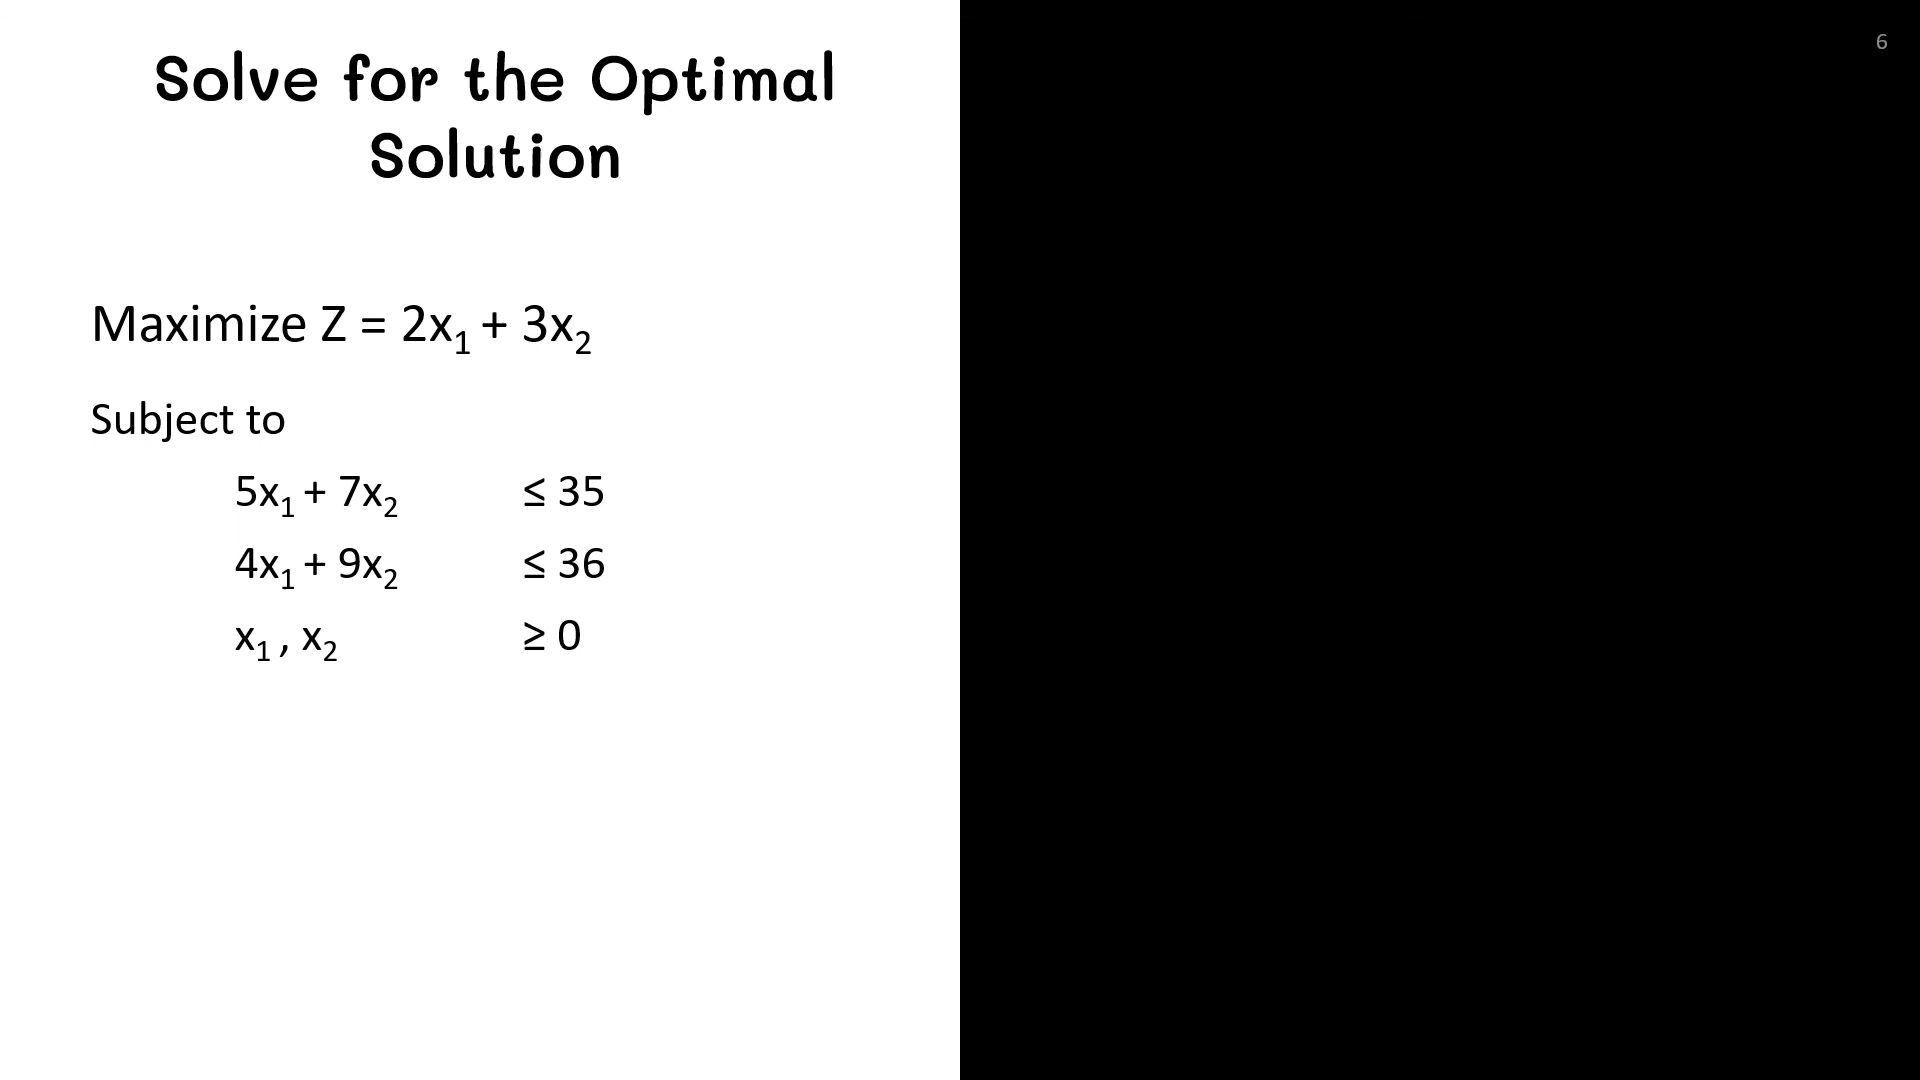 Solve for the Optimal
Solution
Maximize Z = 2x₁ + 3x₂
Subject to
5x₁ + 7x₂ ≤ 35
4x₁ + 9x₂ ≤ 36
x₁ , x₂ ≥ 0
6